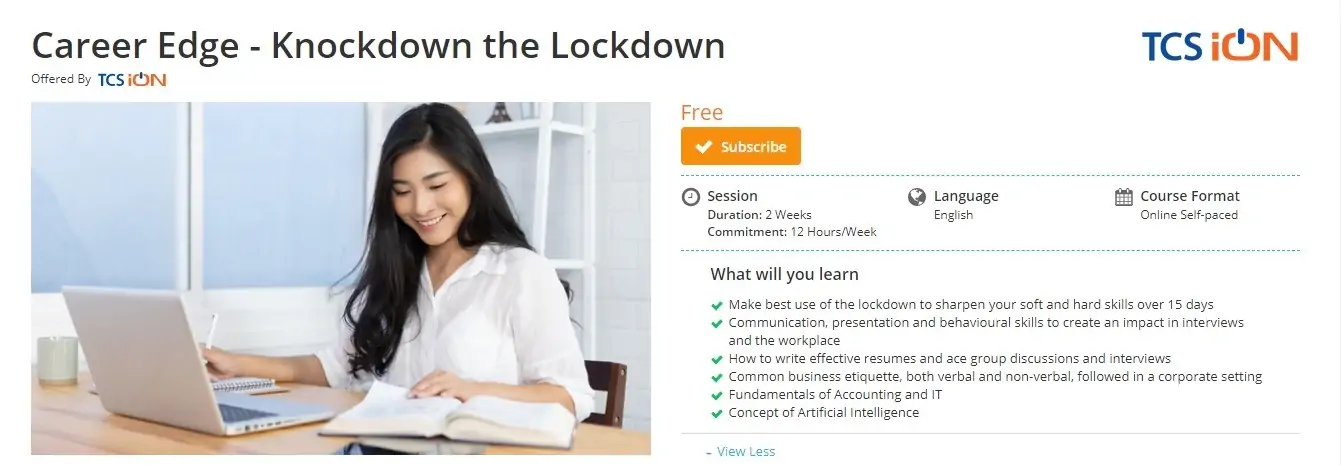 Career Edge - Knockdown the Lockdown
Offered By TCS iON
TCS iON
Free
Subscribe
Session
Duration: 2 Weeks
Commitment: 12 Hours/Week
Language
English
Course Format
Online Self-paced
What will you learn
Make best use of the lockdown to sharpen your soft and hard skills over 15 days
Communication, presentation and behavioural skills to create an impact in interviews
and the workplace
How to write effective resumes and ace group discussions and interviews
Common business etiquette, both verbal and non-verbal, followed in a corporate setting
Fundamentals of Accounting and IT
Concept of Artificial Intelligence
- View Less